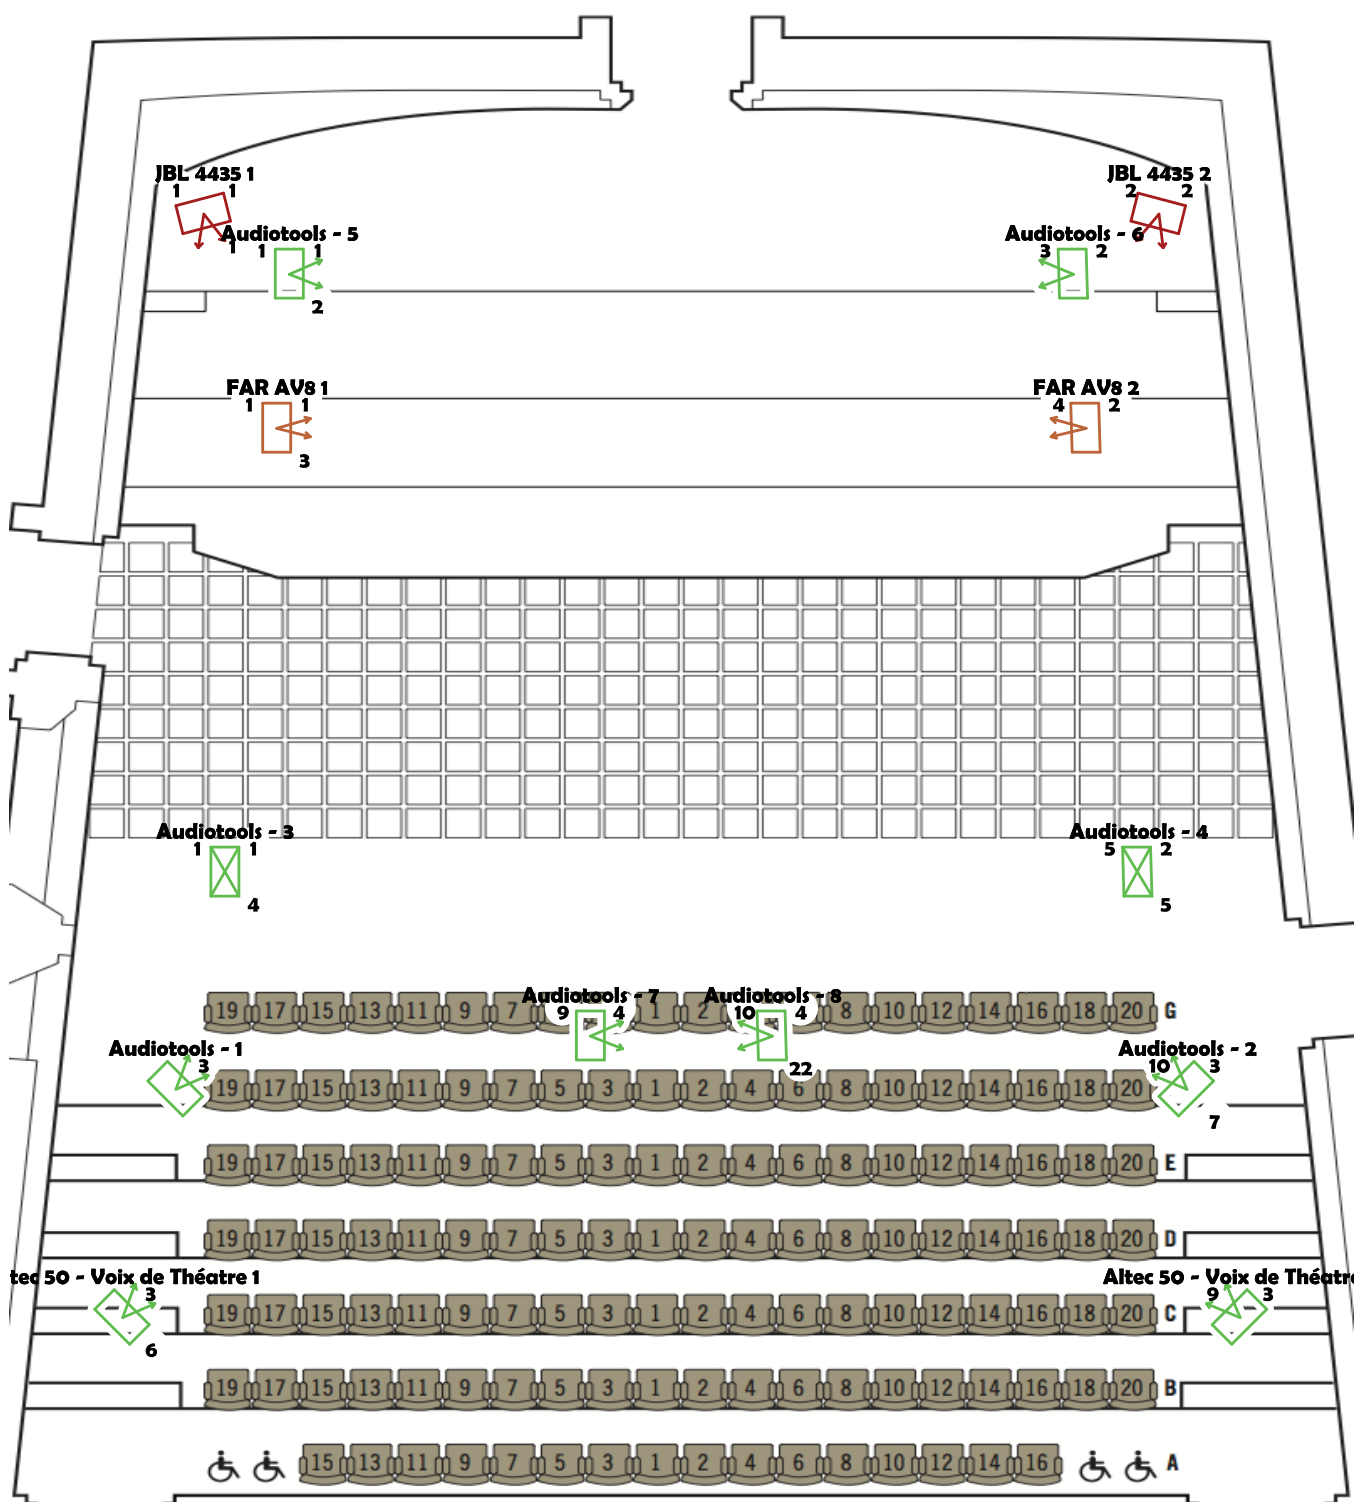 JBL 4435 1
1 1
1
JBL 4435 2
2 2
Audiotools - 5
1 1
2
Audiotools - 6
3 2
FAR AV8 1
1 1
3
FAR AV8 2
4 2
Audiotools - 3
1 1
4
Audiotools - 4
5 2
5
Audiotools - 7
9 4
Audiotools - 8
10 4
22
19 17 15 13 11 9 7 1 2 8 10 12 14 16 18 20 G
Audiotools - 1
3
Audiotools - 2
10 3
7
19 17 15 13 11 9 7 5 3 1 2 4 6 8 10 12 14 16 18 20
19 17 15 13 11 9 7 5 3 1 2 4 6 8 10 12 14 16 18 20 E
19 17 15 13 11 9 7 5 3 1 2 4 6 8 10 12 14 16 18 20 D
tec 50 - Voix de Théatre 1
3
6
Altec 50 - Voix de Théatre
9 3
19 17 15 13 11 9 7 5 3 1 2 4 6 8 10 12 14 16 18 20 C
19 17 15 13 11 9 7 5 3 1 2 4 6 8 10 12 14 16 18 20 B
15 13 11 9 7 5 3 1 2 4 6 8 10 12 14 16 A